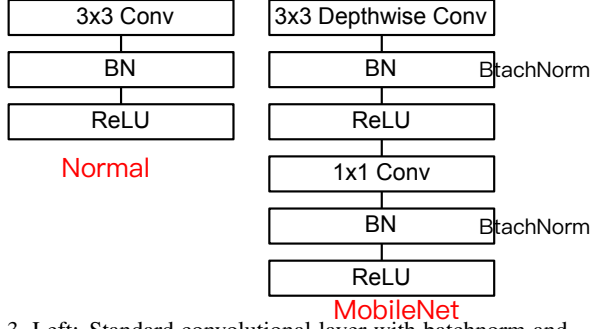 3x3 Conv
BN
ReLU
Normal
3x3 Depthwise Conv
BN BtachNorm
ReLU
1x1 Conv
BN BtachNorm
ReLU
MobileNet
3. Left: Standard convolutional layer with batchnorm and